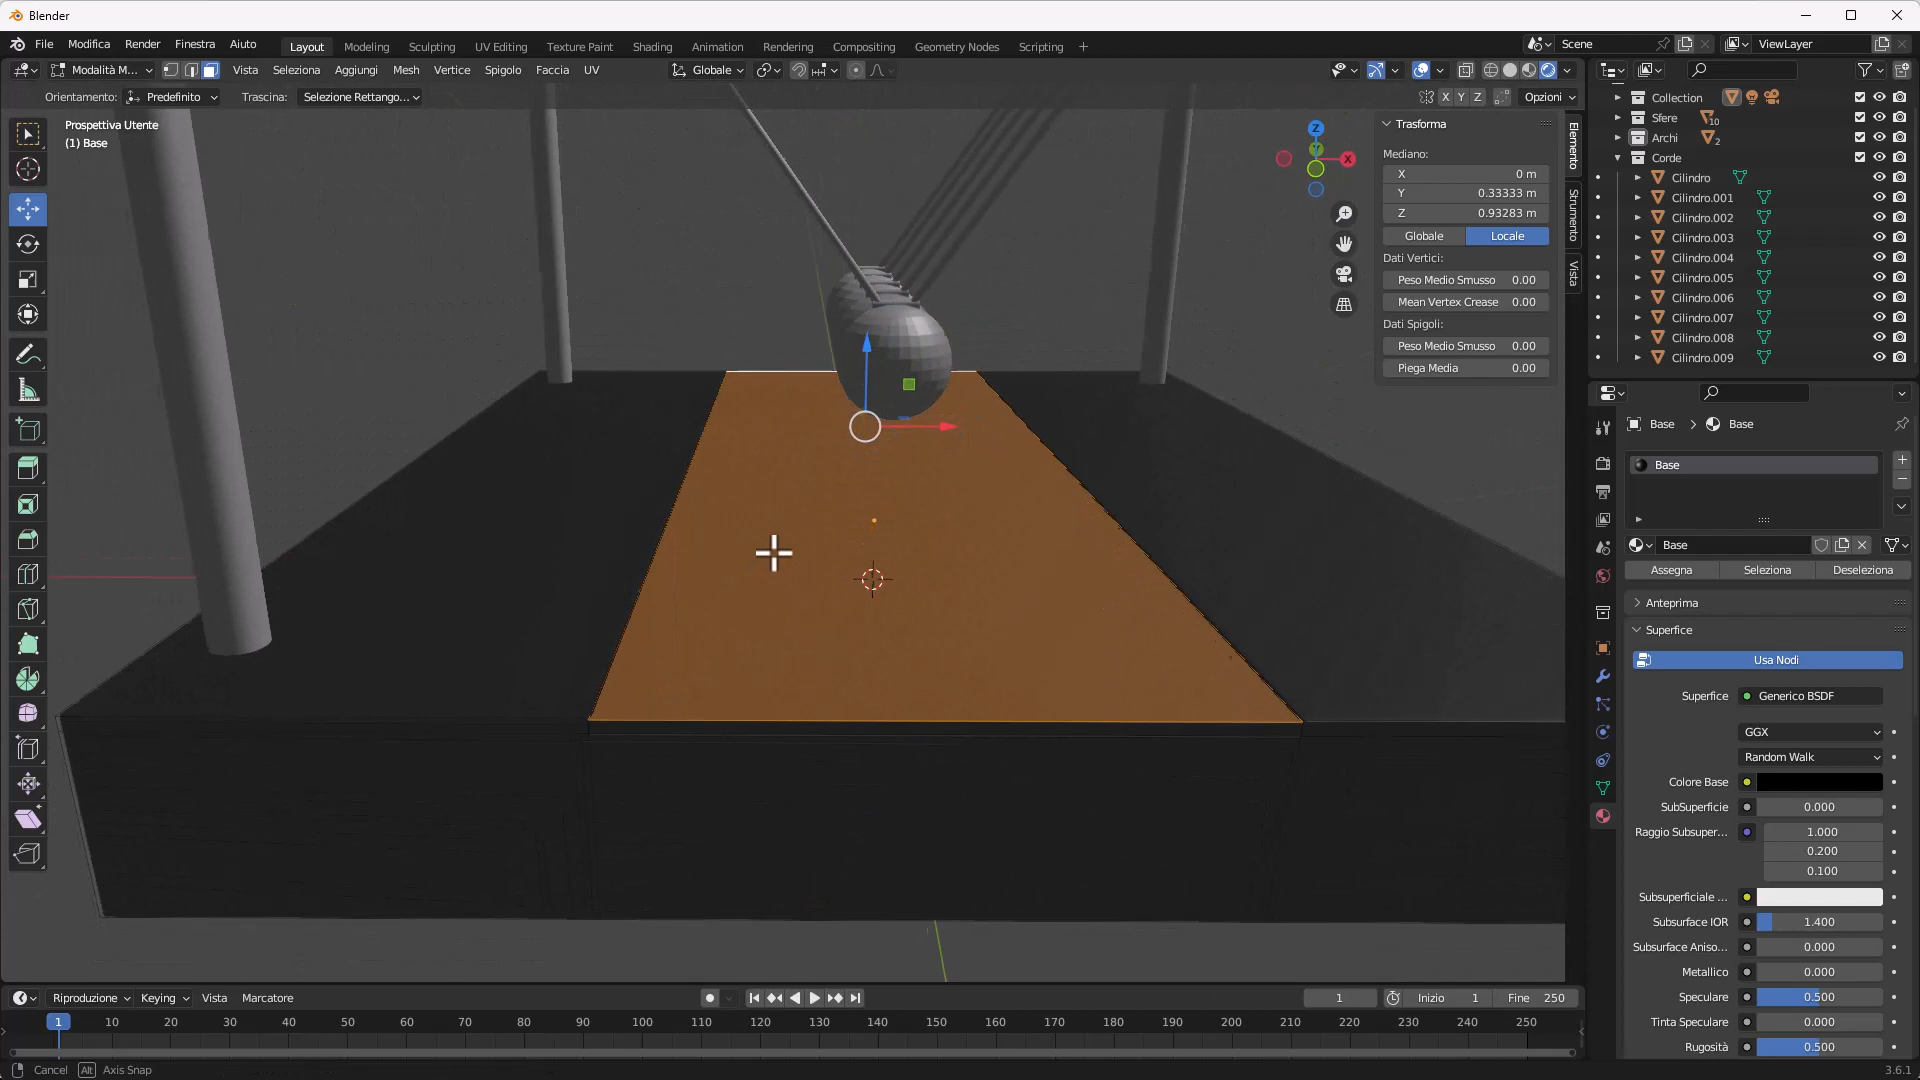 Blender
File Modifica Render Finestra Aiuto Layout Modeling Sculpting UV Editing Texture Paint Shading Animation Rendering Compositing Geometry Nodes Scripting + Scene ViewLayer
Modalità M... Vista Seleziona Aggiungi Mesh Vertice Spigolo Faccia UV Globale
Orientamento: Predefinito Trascina: Selezione Rettango... X Y Z Opzioni
Prospettiva Utente
(1) Base
Z
X
Trasforma
Mediano:
X 0 m
Y 0.33333 m
Z 0.93283 m
Globale Locale
Dati Vertici:
Peso Medio Smusso 0.00
Mean Vertex Crease 0.00
Dati Spigoli:
Peso Medio Smusso 0.00
Piega Media 0.00
Elemento
Strumento
Vista
Collection
Sfere 10
Archi 2
Corde
Cilindro
Cilindro.001
Cilindro.002
Cilindro.003
Cilindro.004
Cilindro.005
Cilindro.006
Cilindro.007
Cilindro.008
Cilindro.009
Base > Base
Base
Base
Assegna Seleziona Deseleziona
Anteprima
Superfice
Usa Nodi
Superfice Generico BSDF
GGX
Random Walk
Colore Base
SubSuperficie 0.000
Raggio Subsuper... 1.000
0.200
0.100
Subsuperficiale ...
Subsurface IOR 1.400
Subsurface Aniso... 0.000
Metallico 0.000
Speculare 0.500
Tinta Speculare 0.000
Rugosità 0.500
Riproduzione Keying Vista Marcatore 1 Inizio 1 Fine 250
1 10 20 30 40 50 60 70 80 90 100 110 120 130 140 150 160 170 180 190 200 210 220 230 240 250
Cancel Alt Axis Snap 3.6.1